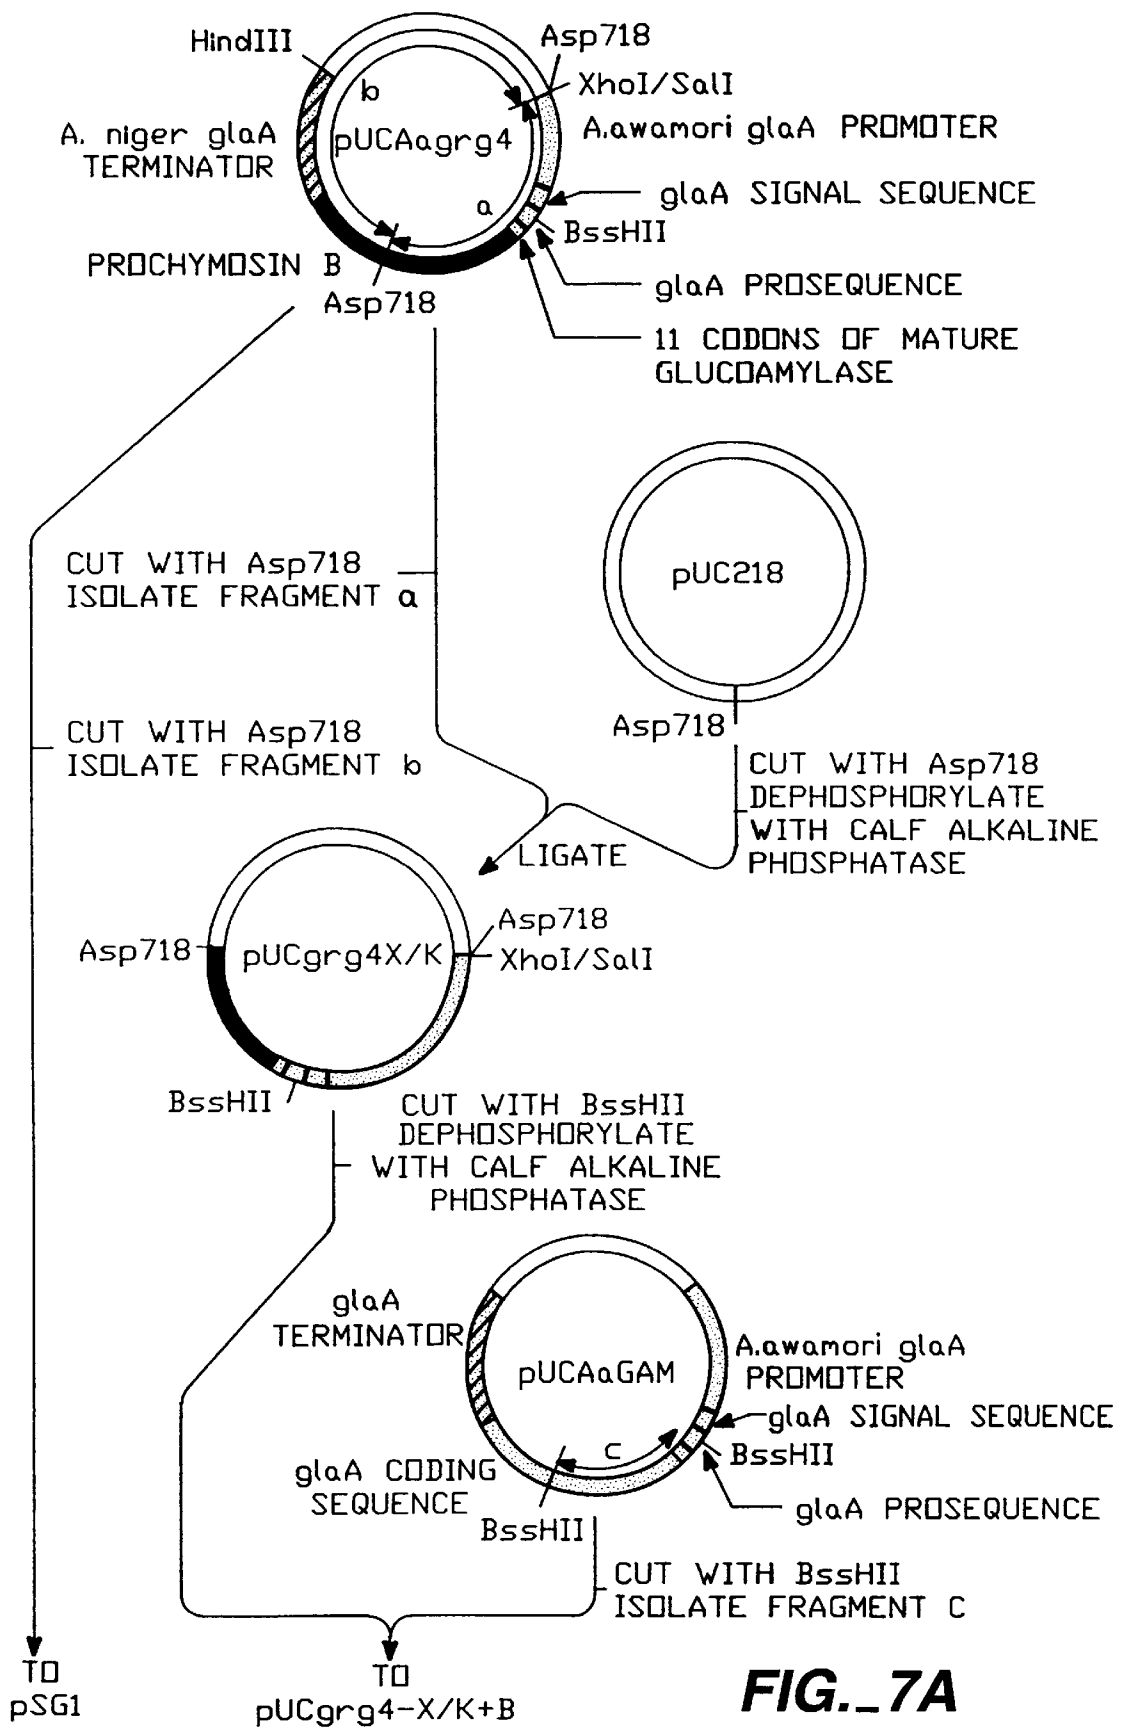 HindIII
Asp718
XhoI/SalI
b
pUCAagrg4
A. niger glaA
TERMINATOR
A.awamori glaA PROMOTER
glaA SIGNAL SEQUENCE
a
BssHII
PROCHYMOSIN B
glaA PROSEQUENCE
Asp718
11 CODONS OF MATURE
GLUCOAMYLASE
CUT WITH Asp718
ISOLATE FRAGMENT a
pUC218
Asp718
CUT WITH Asp718
ISOLATE FRAGMENT b
CUT WITH Asp718
DEPHOSPHORYLATE
WITH CALF ALKALINE
PHOSPHATASE
LIGATE
Asp718
pUCgrg4X/K
Asp718
XhoI/SalI
BssHII
CUT WITH BssHII
DEPHOSPHORYLATE
WITH CALF ALKALINE
PHOSPHATASE
glaA
TERMINATOR
pUCAaGAM
A.awamori glaA
PROMOTER
glaA SIGNAL SEQUENCE
C
BssHII
glaA CODING
SEQUENCE
glaA PROSEQUENCE
BssHII
CUT WITH BssHII
ISOLATE FRAGMENT C
TO
pSG1
TO
pUCgrg4-X/K+B
FIG._7A